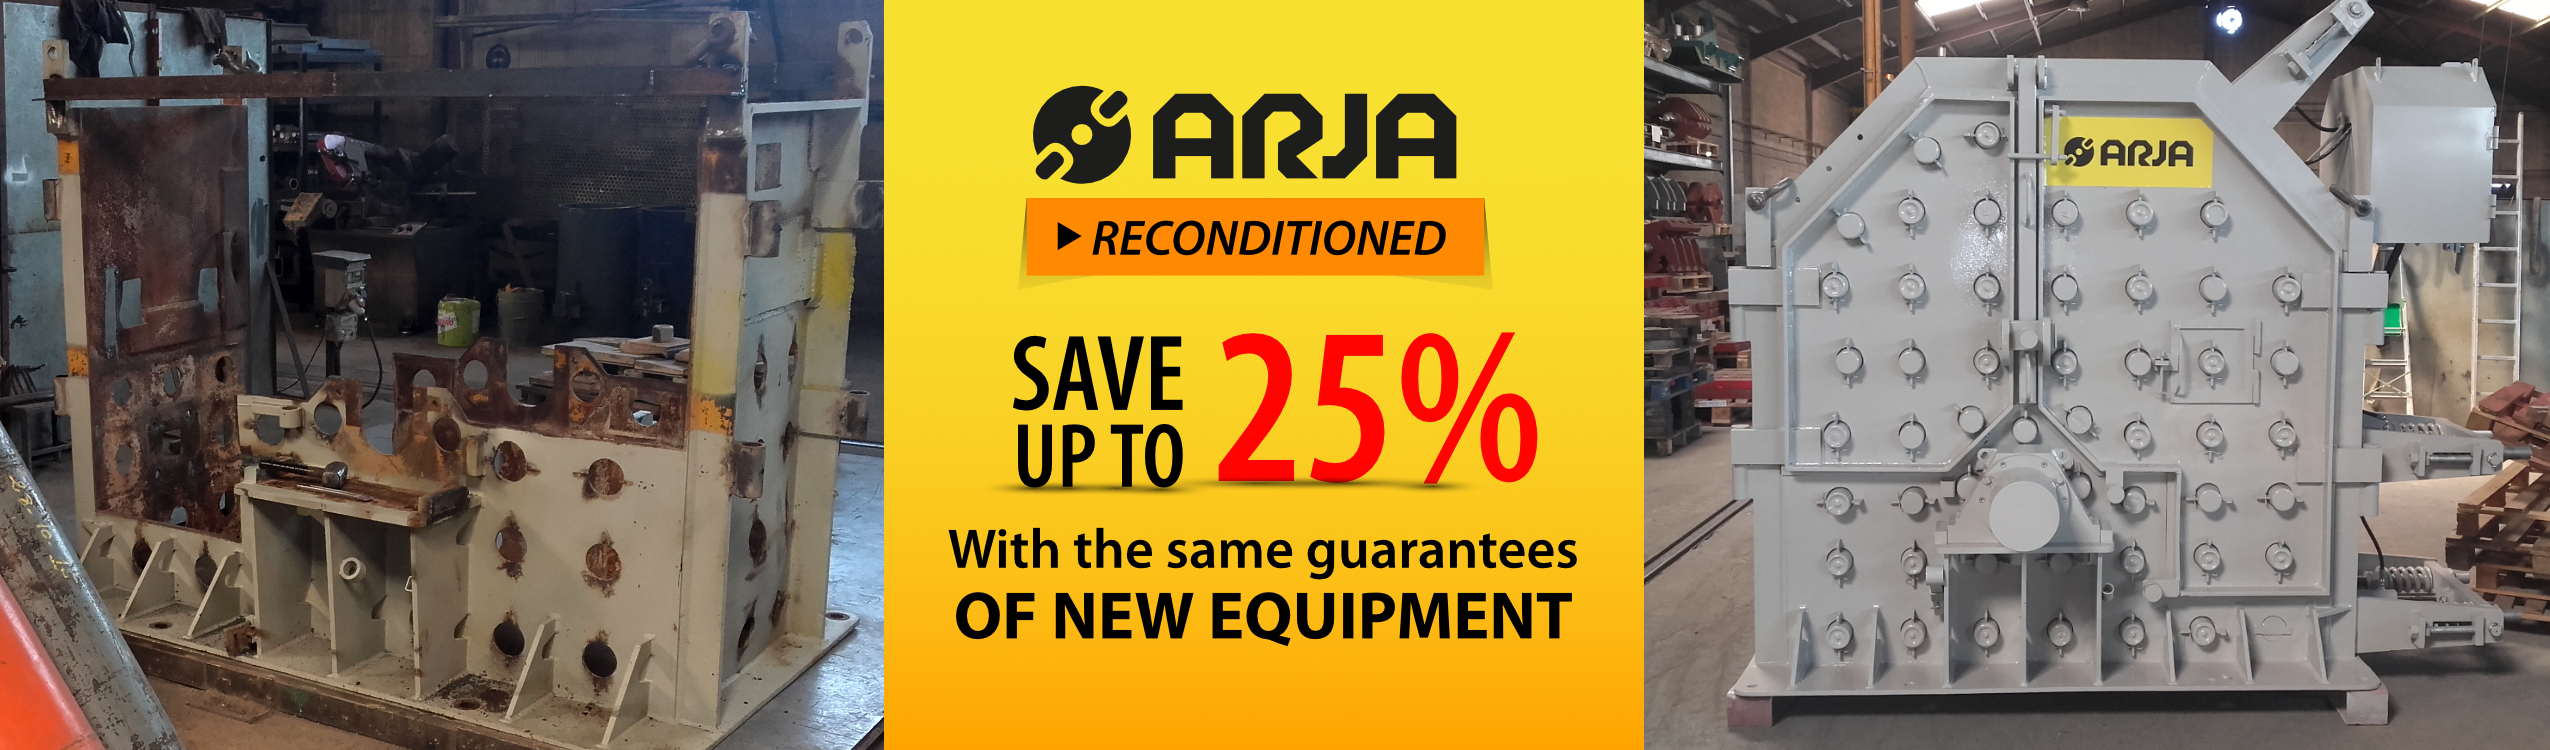 ARJA
RECONDITIONED
SAVE
UP TO
25%
With the same guarantees
OF NEW EQUIPMENT
ARJA